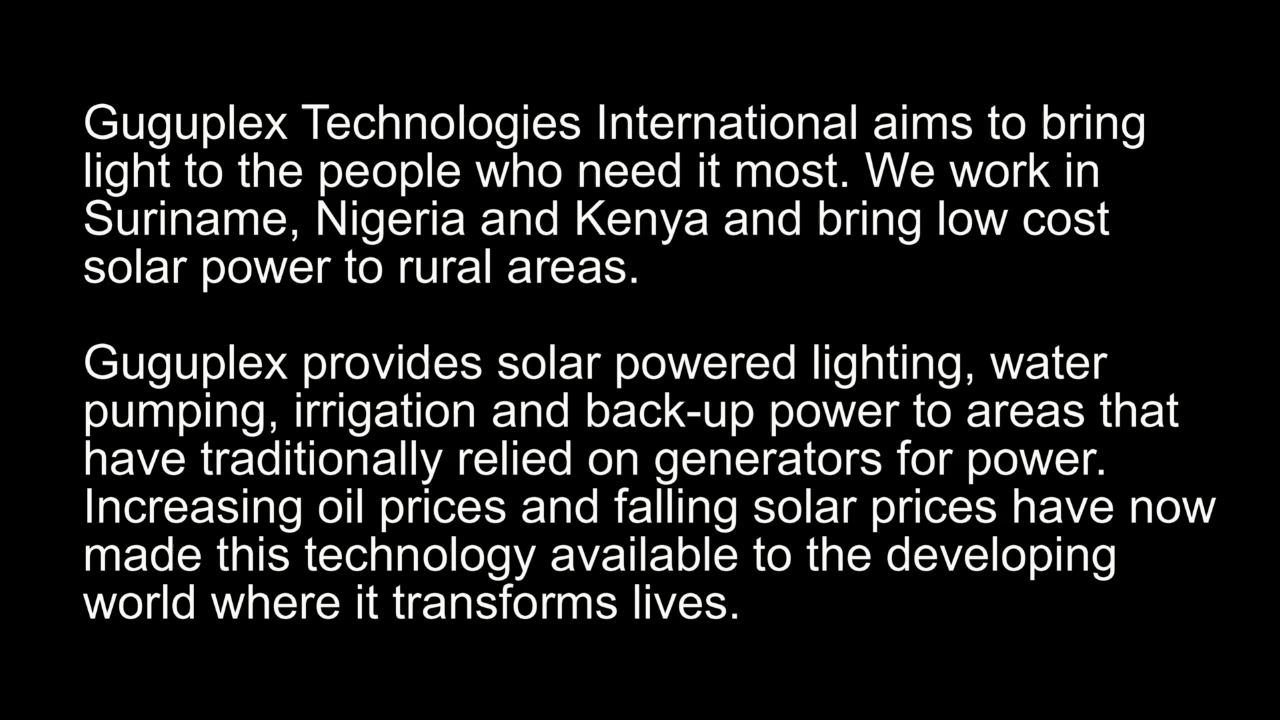 Guguplex Technologies International aims to bring
light to the people who need it most. We work in
Suriname, Nigeria and Kenya and bring low cost
solar power to rural areas.
Guguplex provides solar powered lighting, water
pumping, irrigation and back-up power to areas that
have traditionally relied on generators for power.
Increasing oil prices and falling solar prices have now
made this technology available to the developing
world where it transforms lives.